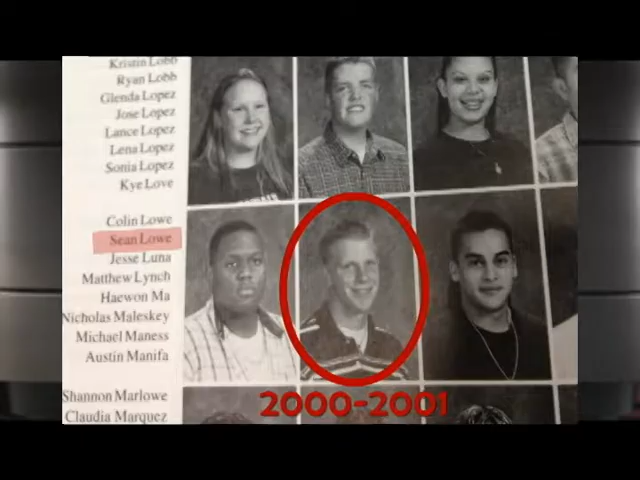 Kristin Lobb
Ryan Lobb
Glenda Lopez
Jose Lopez
Lance Lopez
Lena Lopez
Sonia Lopez
Kye Love
Colin Lowe
Sean Lowe
Jesse Luna
Matthew Lynch
Haewon Ma
Nicholas Maleskey
Michael Maness
Austin Manifa
Shannon Marlowe
Claudia Marquez
2000-2001